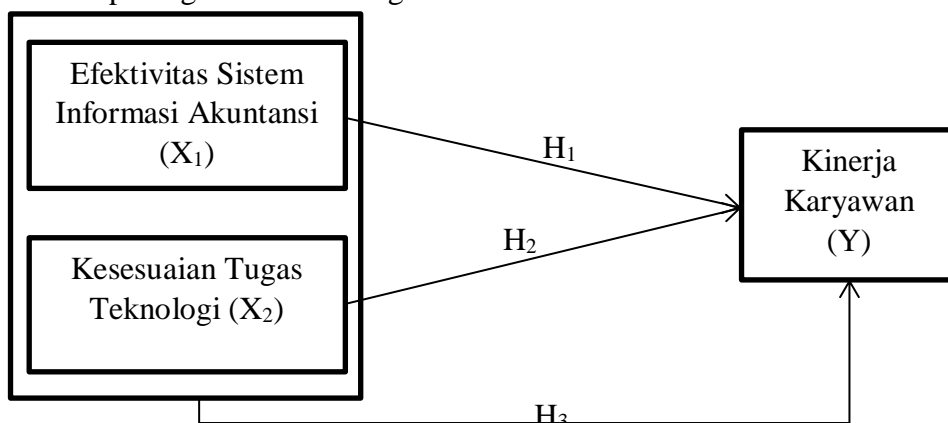 Efektivitas Sistem
Informasi Akuntansi
(X₁)
H₁
Kinerja
Karyawan
(Y)
H₂
Kesesuaian Tugas
Teknologi (X₂)
H₃